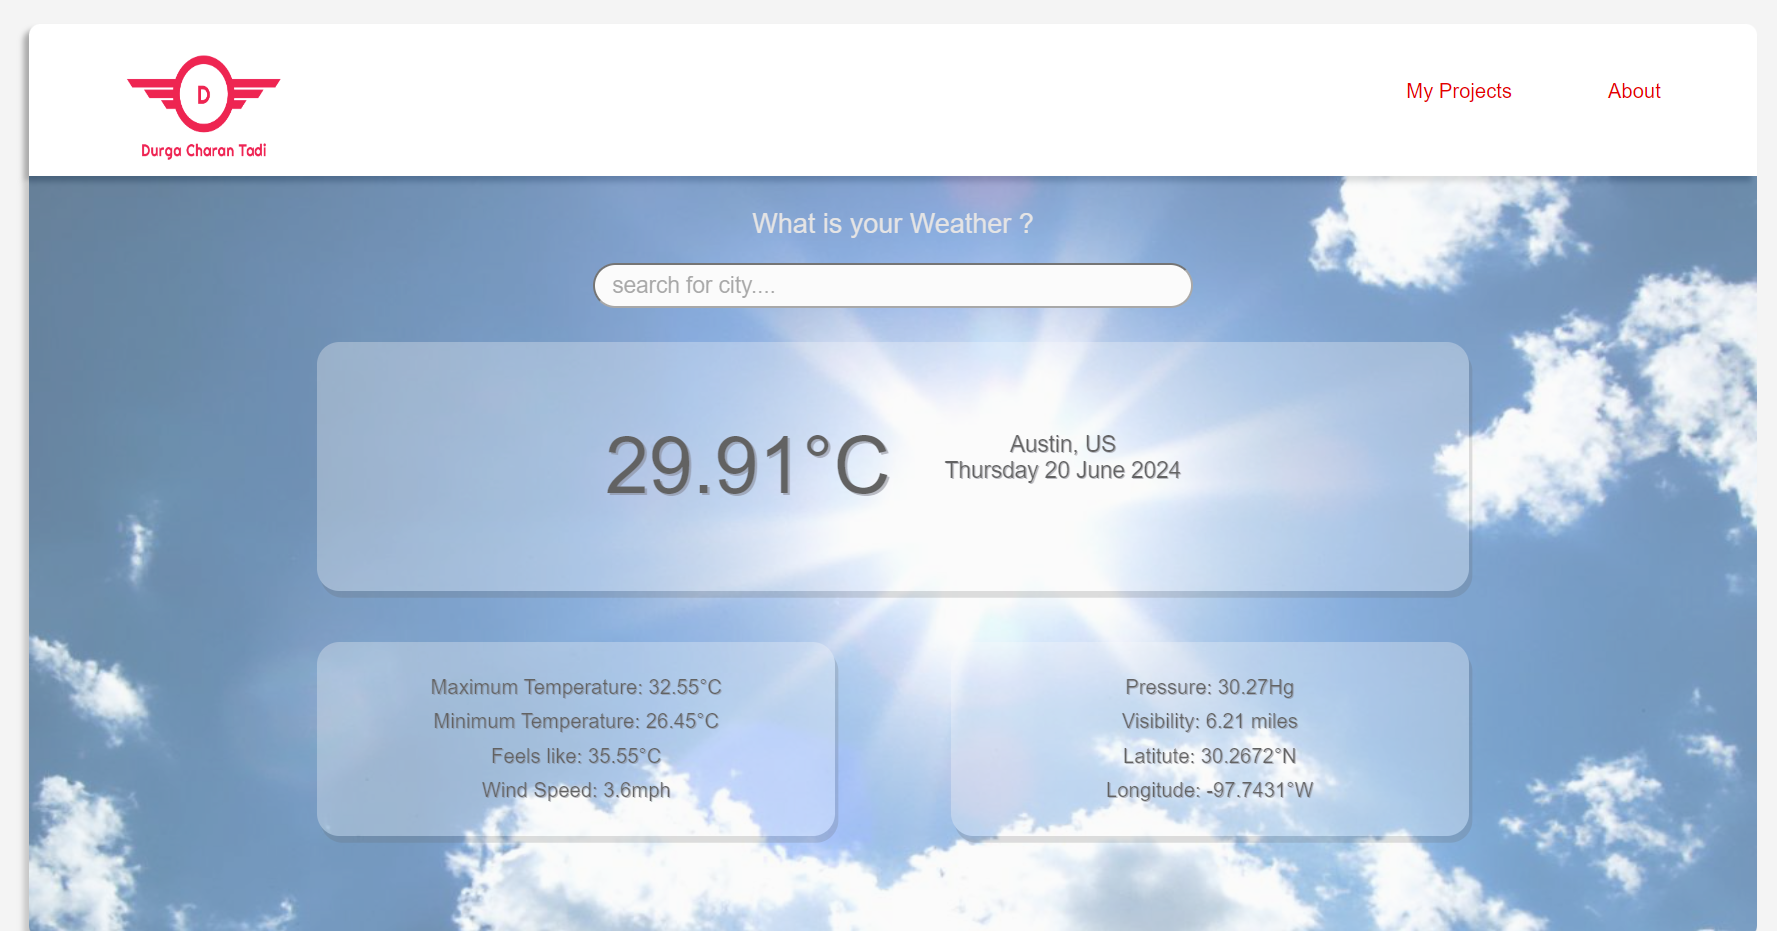 D
Durga Charan Tadi
My Projects
About
What is your Weather ?
search for city....
29.91°C
Austin, US
Thursday 20 June 2024
Maximum Temperature: 32.55°C
Minimum Temperature: 26.45°C
Feels like: 35.55°C
Wind Speed: 3.6mph
Pressure: 30.27Hg
Visibility: 6.21 miles
Latitute: 30.2672°N
Longitude: -97.7431°W